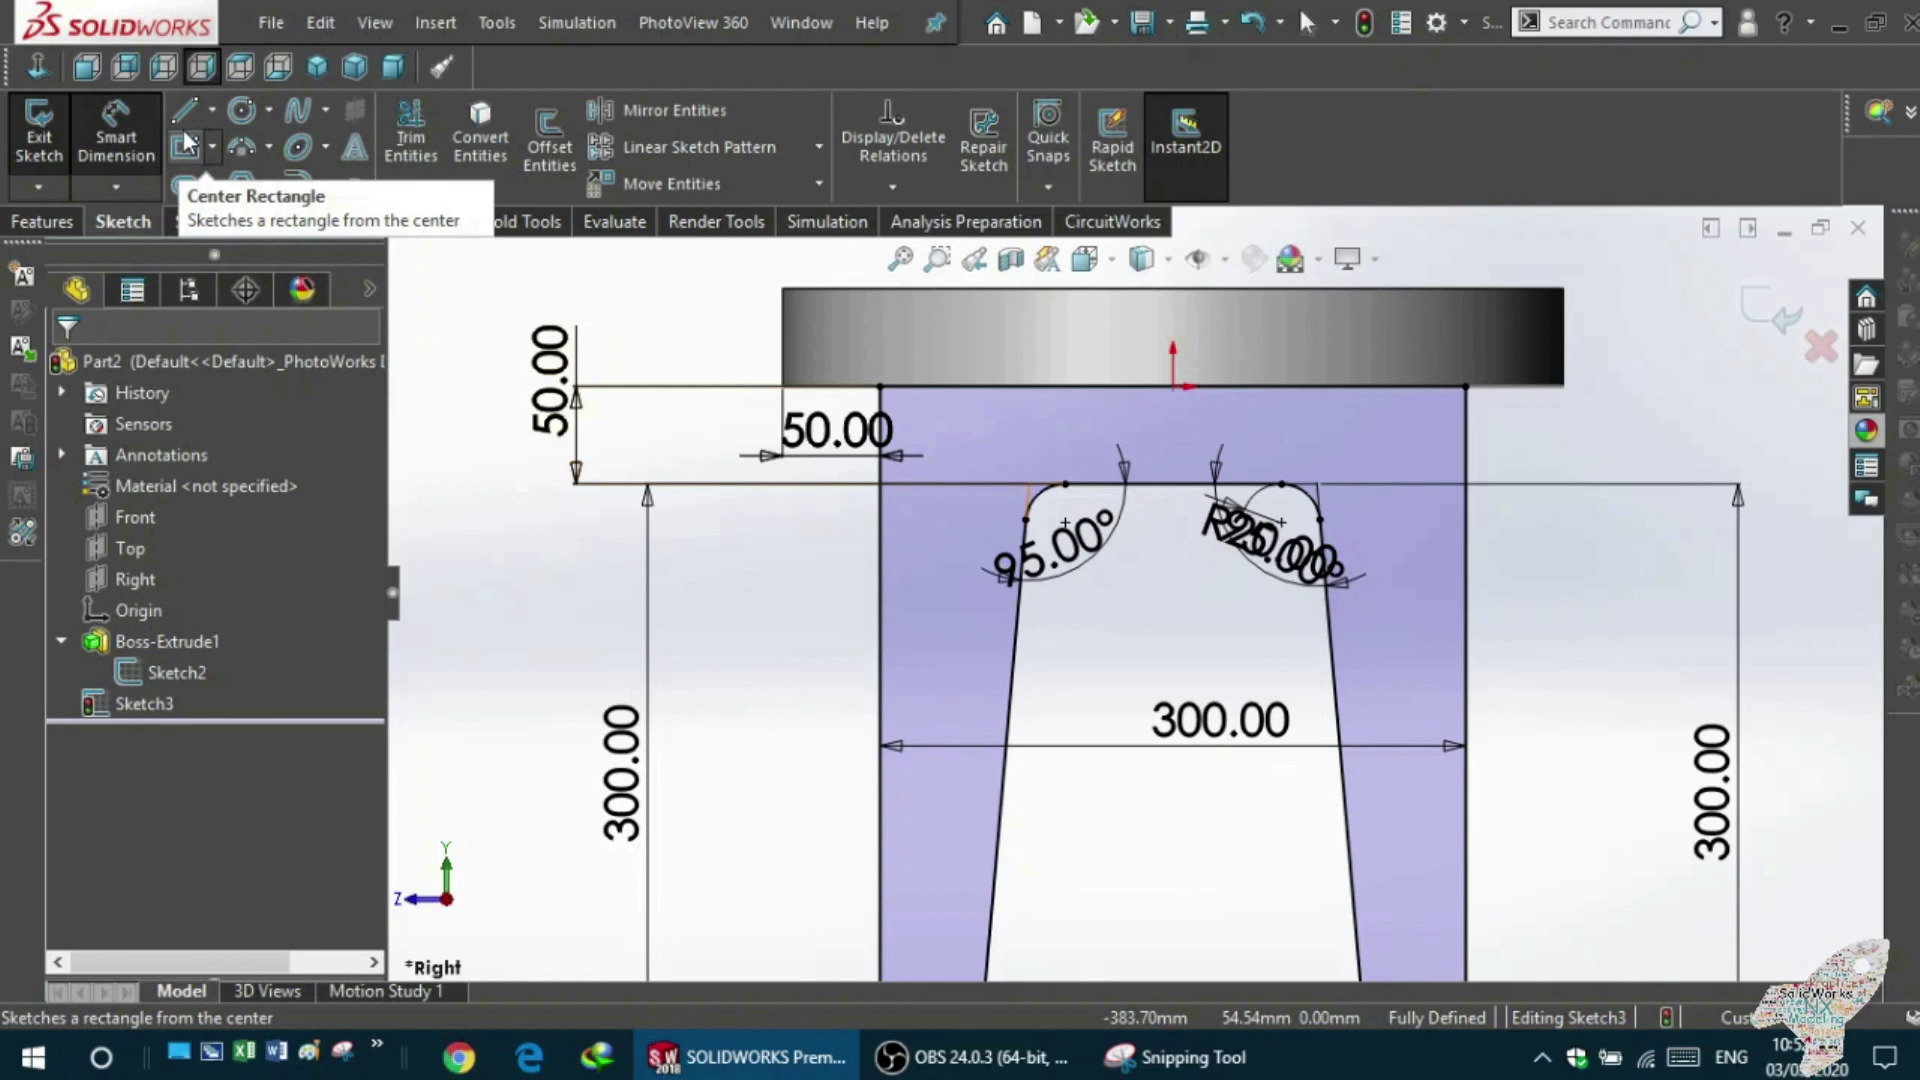 SOLIDWORKS
File Edit View Insert Tools Simulation PhotoView 360 Window Help
S...
Search Commanc
Exit Sketch
Smart Dimension
Trim Entities
Convert Entities
Offset Entities
Mirror Entities
Linear Sketch Pattern
Move Entities
Display/Delete Relations
Repair Sketch
Quick Snaps
Rapid Sketch
Instant2D
Center Rectangle
Sketches a rectangle from the center
Features Sketch old Tools Evaluate Render Tools Simulation Analysis Preparation CircuitWorks
Part2 (Default<<Default>_PhotoWorks
History
Sensors
Annotations
Material <not specified>
Front
Top
Right
Origin
Boss-Extrude1
Sketch2
Sketch3
50.00
50.00
95.00°
300.00
300.00
300.00
Y
Z
*Right
Model 3D Views Motion Study 1
SolidWorks
NX
Modeling
Sketches a rectangle from the center
-383.70mm 54.54mm 0.00mm Fully Defined Editing Sketch3
SW
2018
SOLIDWORKS Prem...
OBS 24.0.3 (64-bit, ...
Snipping Tool
ENG